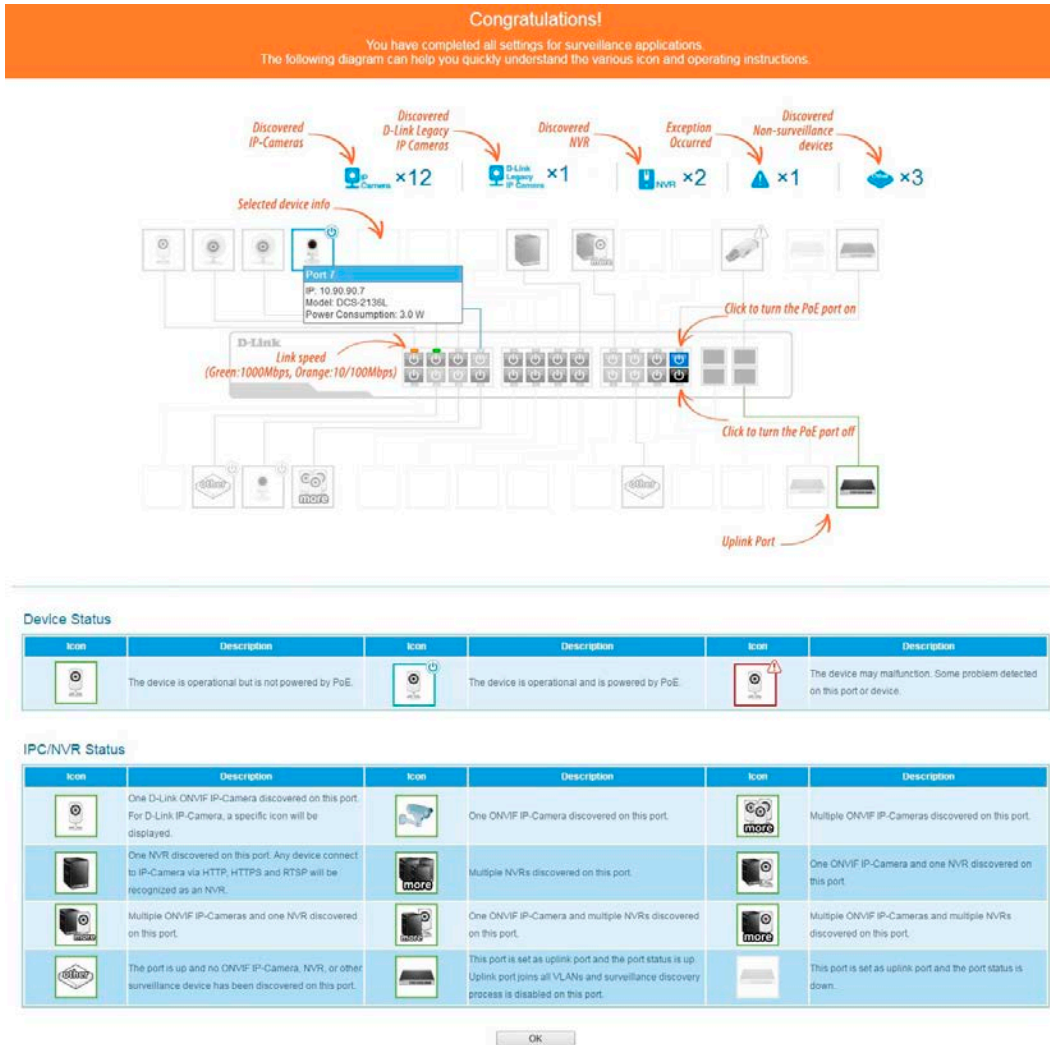 Congratulations!
You have completed all settings for surveillance applications.
The following diagram can help you quickly understand the various icon and operating instructions.
Discovered
IP-Cameras
Discovered
D-Link Legacy
IP Cameras
Discovered
NVR
Exception
Occurred
Discovered
Non-surveillance
devices
IP
Camera ×12
D-Link
Legacy
IP Camera ×1
NVR ×2
×1
Other ×3
Selected device info
more
Port 7
IP: 10.90.90.7
Model: DCS-2136L
Power Consumption: 3.0 W
Click to turn the PoE port on
D-Link
Link speed
(Green:1000Mbps, Orange:10/100Mbps)
Click to turn the PoE port off
other
more
other
Uplink Port
Device Status
Icon Description Icon Description Icon Description
The device is operational but is not powered by PoE.
The device is operational and is powered by PoE.
The device may malfunction. Some problem detected
on this port or device.
IPC/NVR Status
Icon Description Icon Description Icon Description
One D-Link ONVIF IP-Camera discovered on this port.
For D-Link IP-Camera, a specific icon will be
displayed.
One ONVIF IP-Camera discovered on this port.
more
Multiple ONVIF IP-Cameras discovered on this port.
One NVR discovered on this port. Any device connect
to IP-Camera via HTTP, HTTPS and RTSP will be
recognized as an NVR.
more
Multiple NVRs discovered on this port.
One ONVIF IP-Camera and one NVR discovered on
this port
more
Multiple ONVIF IP-Cameras and one NVR discovered
on this port.
more
One ONVIF IP-Camera and multiple NVRs discovered
on this port.
more
Multiple ONVIF IP-Cameras and multiple NVRs
discovered on this port.
other
The port is up and no ONVIF IP-Camera, NVR, or other
surveillance device has been discovered on this port.
This port is set as uplink port and the port status is up.
Uplink port joins all VLANs and surveillance discovery
process is disabled on this port.
This port is set as uplink port and the port status is
down.
OK